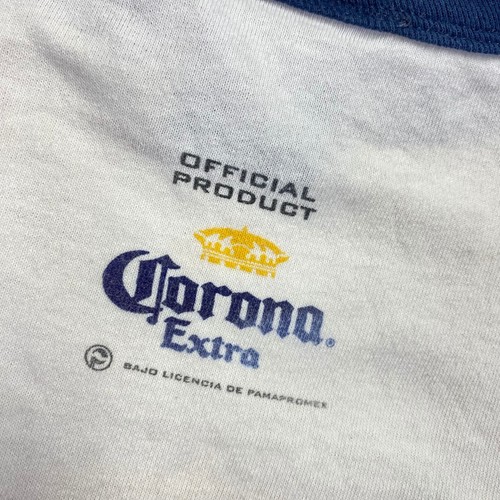 OFFICIAL
PRODUCT
Corona®
Extra
Ⓟ BAJO LICENCIA DE PAMAPROMEX